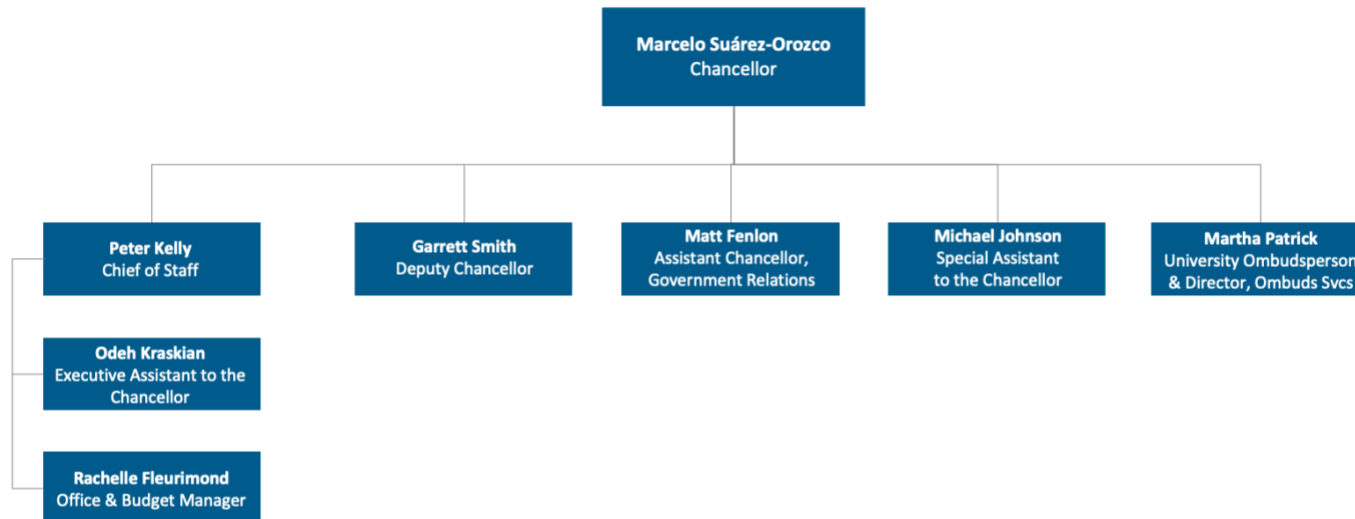 Marcelo Suárez-Orozco
Chancellor
Peter Kelly
Chief of Staff
Garrett Smith
Deputy Chancellor
Matt Fenlon
Assistant Chancellor,
Government Relations
Michael Johnson
Special Assistant
to the Chancellor
Martha Patrick
University Ombudsperson
& Director, Ombuds Svcs
Odeh Kraskian
Executive Assistant to the
Chancellor
Rachelle Fleurimond
Office & Budget Manager